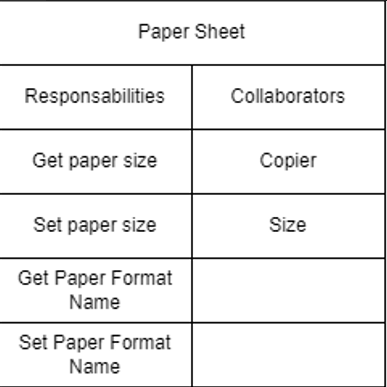 Paper Sheet
Responsabilities
Collaborators
Get paper size
Copier
Set paper size
Size
Get Paper Format
Name
Set Paper Format
Name